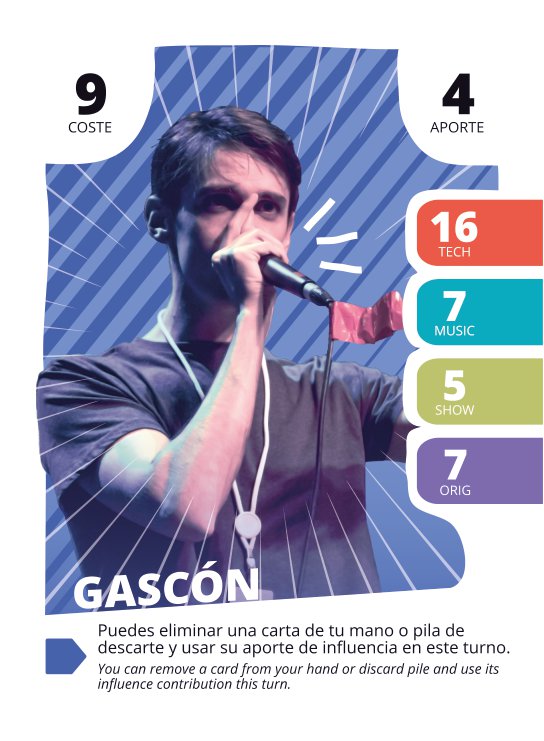 9
COSTE
4
APORTE
16
TECH
7
MUSIC
5
SHOW
7
ORIG
GASCÓN
Puedes eliminar una carta de tu mano o pila de
descarte y usar su aporte de influencia en este turno.
You can remove a card from your hand or discard pile and use its
influence contribution this turn.